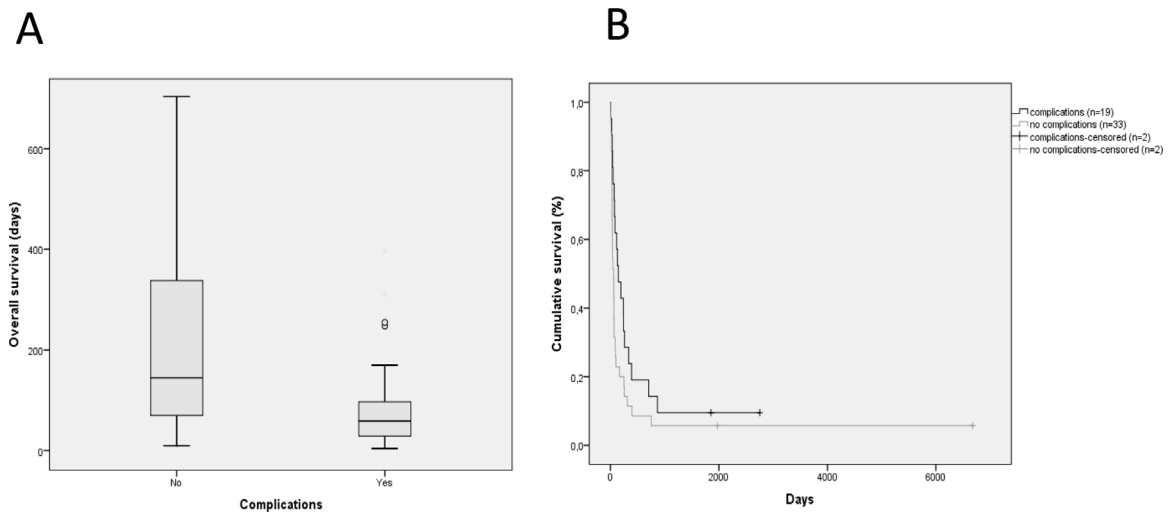 A
B
Overall survival (days)
600
400
200
0
No
Yes
Complications
Cumulative survival (%)
1,0
0,8
0,6
0,4
0,2
0,0
0
2000
4000
6000
Days
complications (n=19)
no complications (n=33)
complications-censored (n=2)
no complications-censored (n=2)